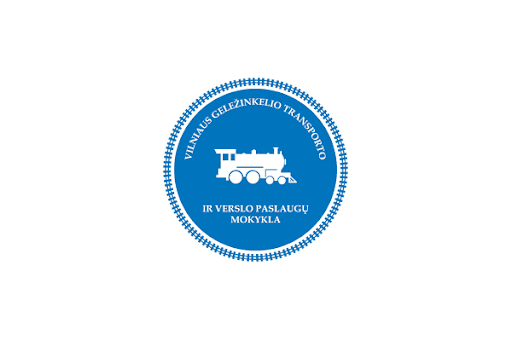 VILNIAUS GELEŽINKELIO TRANSPORTO
IR VERSLO PASLAUGŲ
MOKYKLA